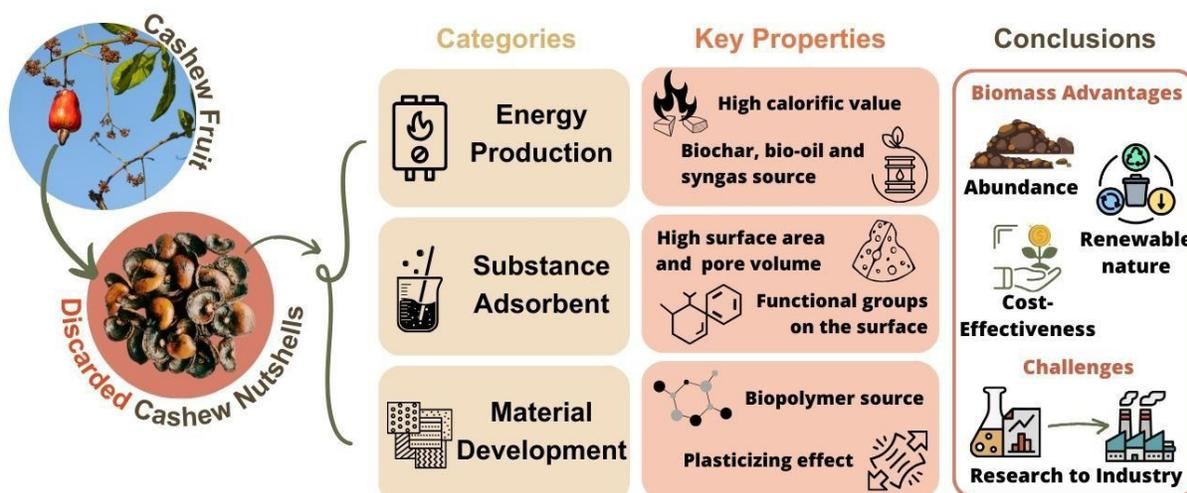 Cashew Fruit
Discarded Cashew Nutshells
Categories
Energy
Production
Substance
Adsorbent
Material
Development
Key Properties
High calorific value
Biochar, bio-oil and
syngas source
High surface area
and pore volume
Functional groups
on the surface
Biopolymer source
Plasticizing effect
Conclusions
Biomass Advantages
Abundance
Renewable
nature
Cost-
Effectiveness
Challenges
Research to Industry